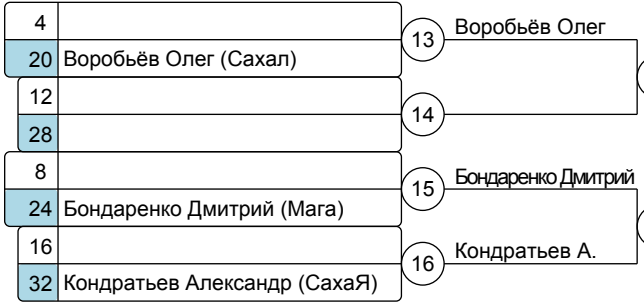 4
13
Воробьёв Олег
20 Воробьёв Олег (Сахал)
12
14
28
8
15
Бондаренко Дмитрий
24 Бондаренко Дмитрий (Мага)
16
16
Кондратьев А.
32 Кондратьев Александр (СахаЯ)